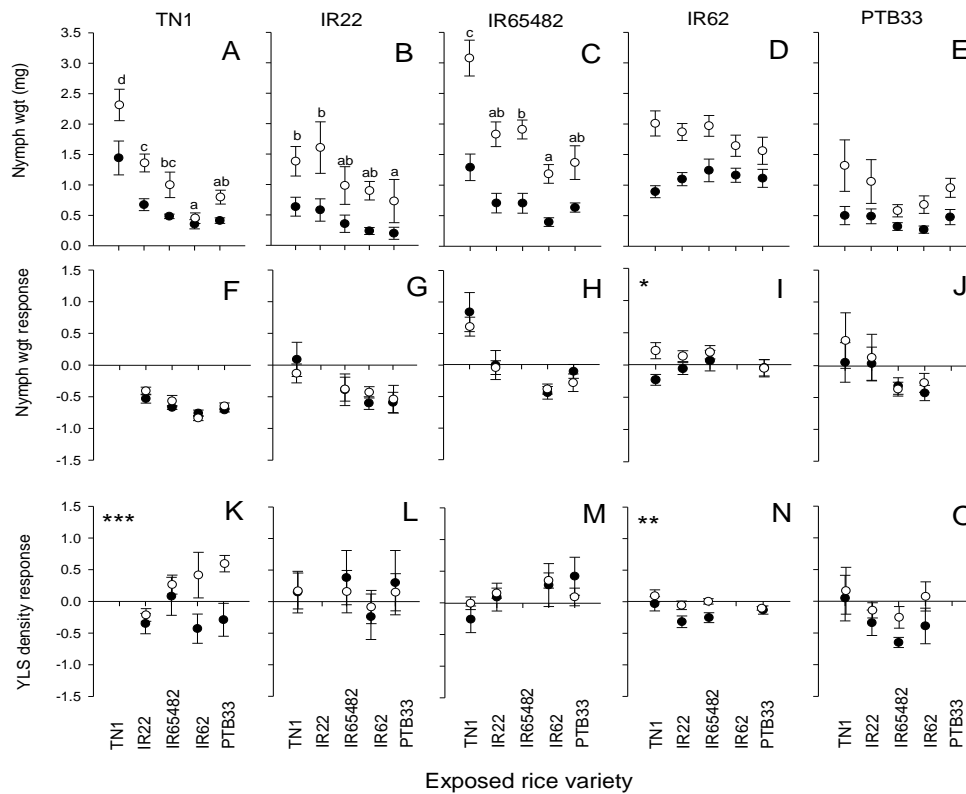 TN1 IR22 IR65482 IR62 PTB33
Nymph wgt (mg)
3.5
3.0
2.5
2.0
1.5
1.0
0.5
0.0
A
d
c
bc
a
ab
B
b
b
ab
ab
a
C
c
ab
b
a
ab
D
E
Nymph wgt response
1.5
1.0
0.5
0.0
-0.5
-1.0
-1.5
F
G
H
*
I
J
YLS density response
1.5
1.0
0.5
0.0
-0.5
-1.0
-1.5
***
K
L
M
**
N
O
TN1 IR22 IR65482 IR62 PTB33
TN1 IR22 IR65482 IR62 PTB33
TN1 IR22 IR65482 IR62 PTB33
TN1 IR22 IR65482 IR62 PTB33
TN1 IR22 IR65482 IR62 PTB33
Exposed rice variety